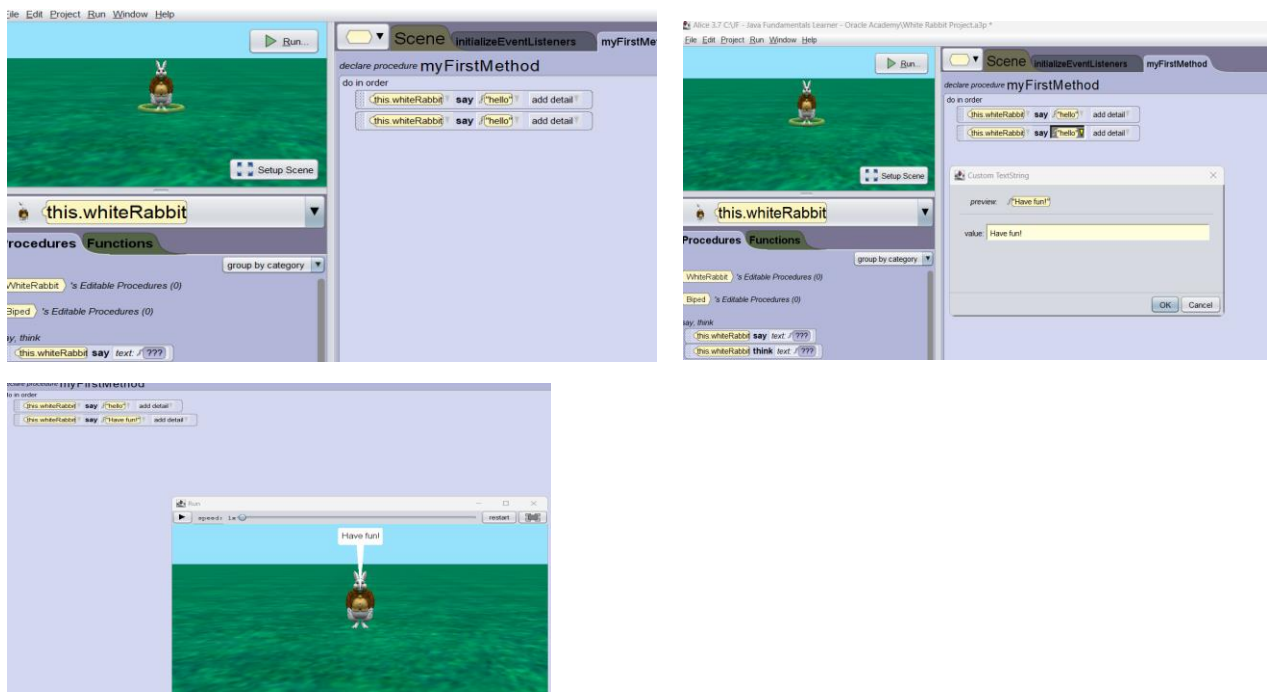 File Edit Project Run Window Help
Run...
Scene initializeEventListeners myFirstMe
declare procedure myFirstMethod
do in order
this.whiteRabbit say "hello" add detail
this.whiteRabbit say "hello" add detail
Setup Scene
this.whiteRabbit
Procedures Functions
group by category
WhiteRabbit 's Editable Procedures (0)
Biped 's Editable Procedures (0)
say, think
this.whiteRabbit say text: ???
Alice 3.7 C:\JF - Java Fundamentals Learner - Oracle Academy\White Rabbit Project.a3p *
File Edit Project Run Window Help
Run...
Scene initializeEventListeners myFirstMethod
declare procedure myFirstMethod
do in order
this.whiteRabbit say "hello" add detail
this.whiteRabbit say "hello" add detail
Setup Scene
Custom TextString
preview: "Have fun!"
value: Have fun!
OK Cancel
this.whiteRabbit
Procedures Functions
group by category
WhiteRabbit 's Editable Procedures (0)
Biped 's Editable Procedures (0)
say, think
this.whiteRabbit say text: ???
this.whiteRabbit think text: ???
declare procedure myFirstMethod
do in order
this.whiteRabbit say "hello" add detail
this.whiteRabbit say "Have fun!" add detail
Run
speed: 1x
restart
Have fun!